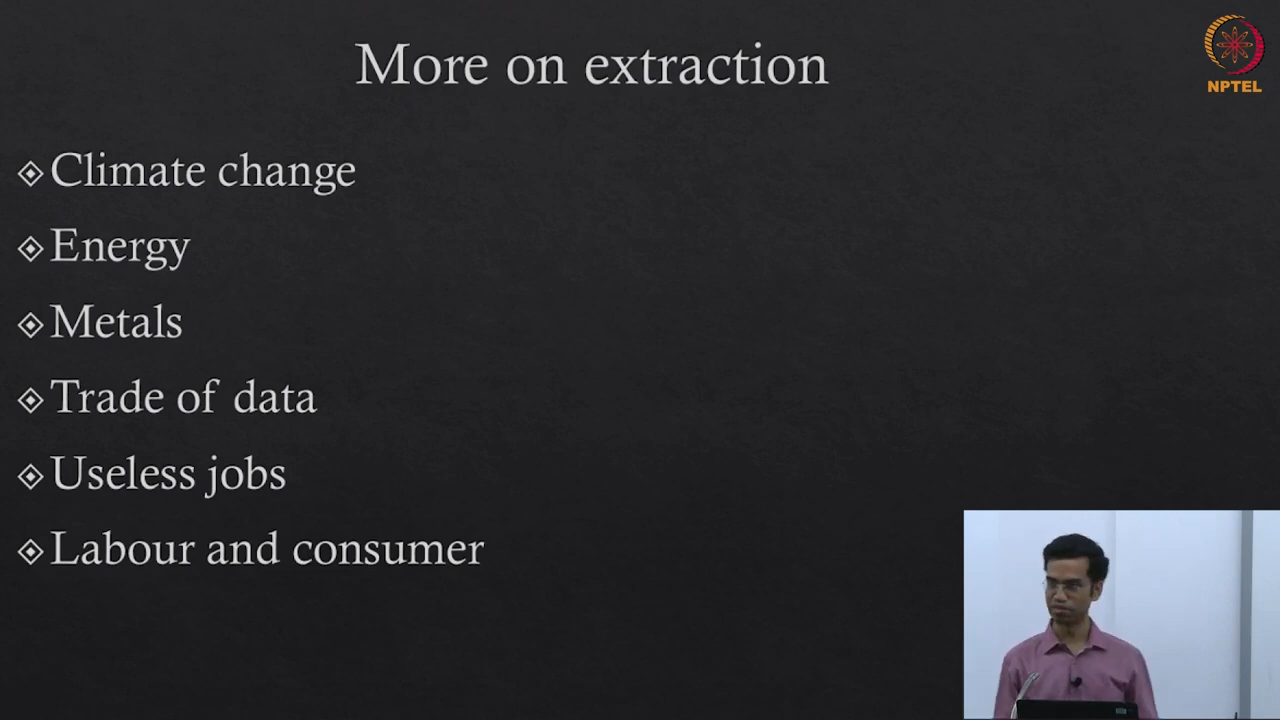 More on extraction
NPTEL
Climate change
Energy
Metals
Trade of data
Useless jobs
Labour and consumer